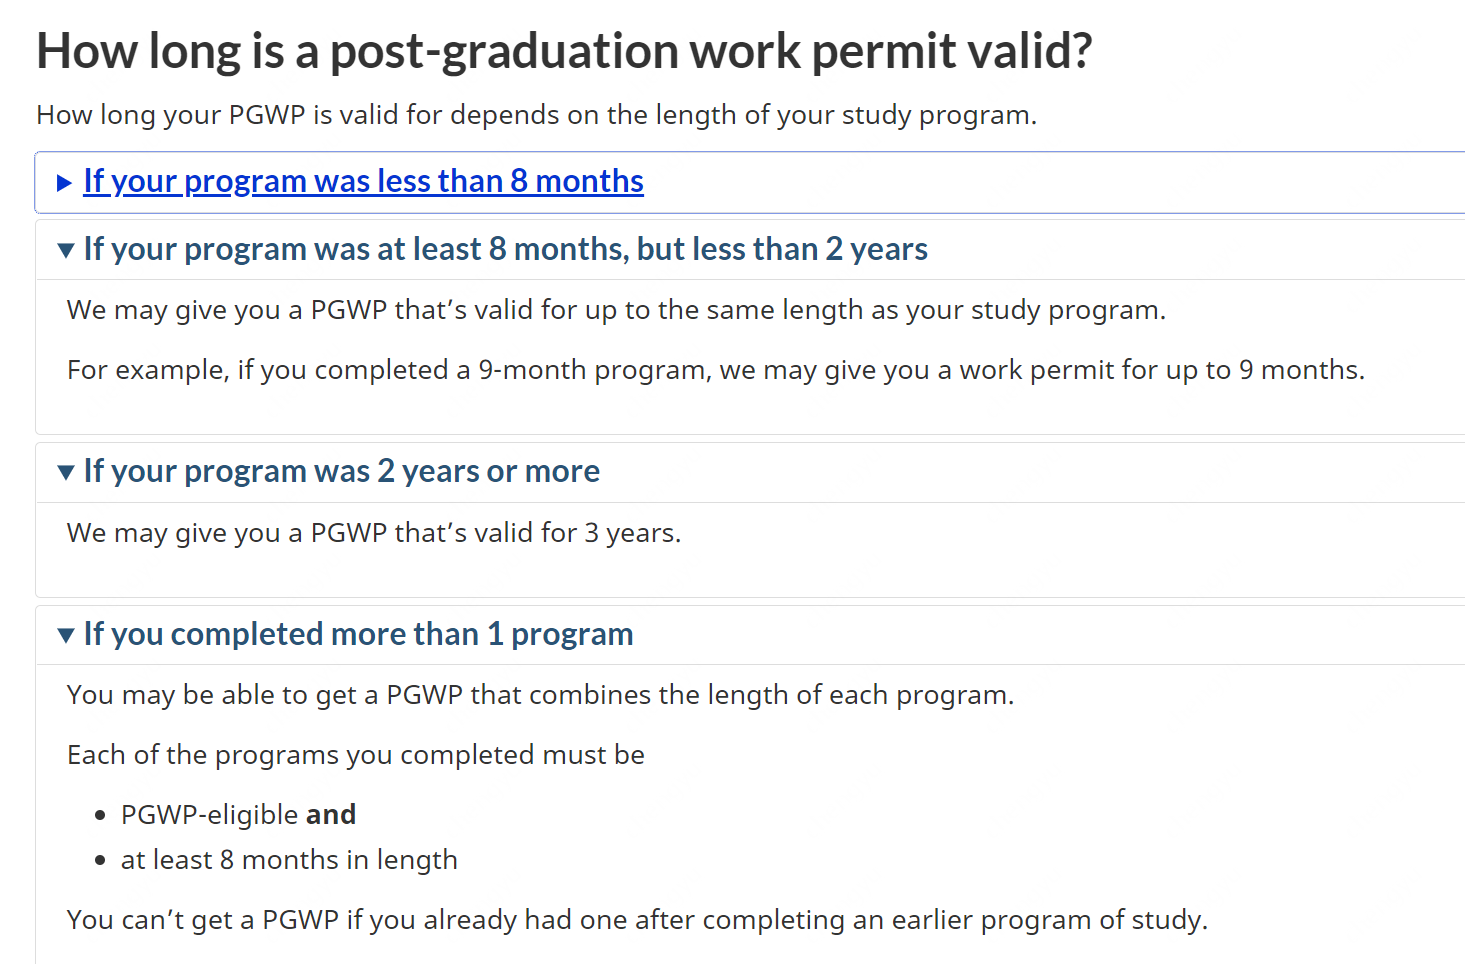 How long is a post-graduation work permit valid?
How long your PGWP is valid for depends on the length of your study program.
If your program was less than 8 months
If your program was at least 8 months, but less than 2 years
We may give you a PGWP that’s valid for up to the same length as your study program.
For example, if you completed a 9-month program, we may give you a work permit for up to 9 months.
If your program was 2 years or more
We may give you a PGWP that’s valid for 3 years.
If you completed more than 1 program
You may be able to get a PGWP that combines the length of each program.
Each of the programs you completed must be
• PGWP-eligible and
• at least 8 months in length
You can’t get a PGWP if you already had one after completing an earlier program of study.